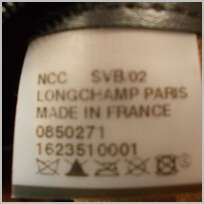 NCC SVB.02
LONGCHAMP PARIS
MADE IN FRANCE
0850271
1623510001